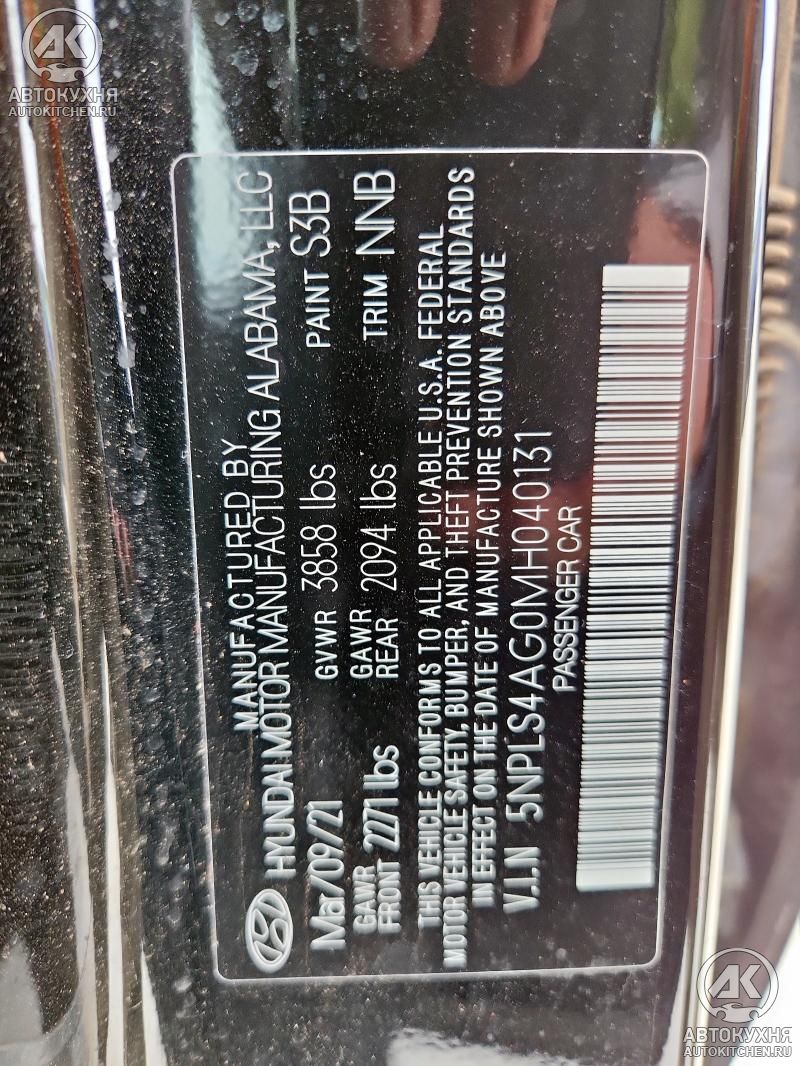 АВТОКУХНЯ
AUTOKITCHEN.RU
MANUFACTURED BY
HYUNDAI MOTOR MANUFACTURING ALABAMA, LLC
Mar/09/21 GVWR 3858 lbs PAINT S3B
GAWR FRONT 2271 lbs GAWR REAR 2094 lbs TRIM NNB
THIS VEHICLE CONFORMS TO ALL APPLICABLE U.S.A. FEDERAL
MOTOR VEHICLE SAFETY, BUMPER, AND THEFT PREVENTION STANDARDS
IN EFFECT ON THE DATE OF MANUFACTURE SHOWN ABOVE
V.I.N 5NPLS4AG0MH040131
PASSENGER CAR
АВТОКУХНЯ
AUTOKITCHEN.RU